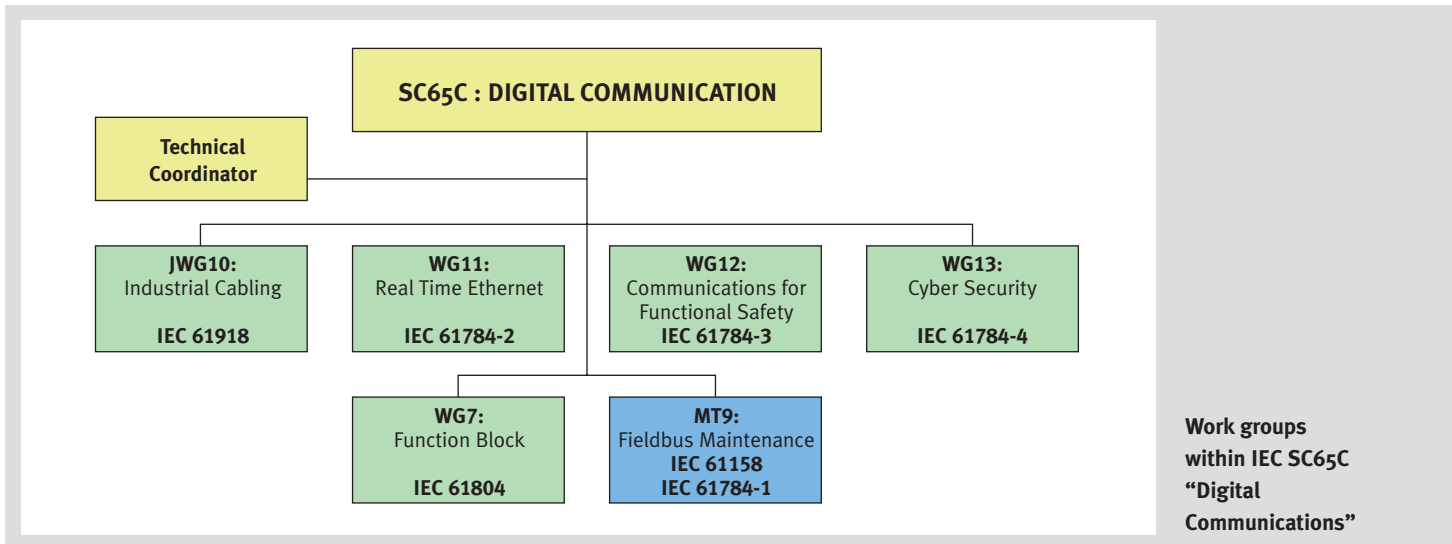 SC65C : DIGITAL COMMUNICATION
Technical
Coordinator
JWG10:
Industrial Cabling
IEC 61918
WG11:
Real Time Ethernet
IEC 61784-2
WG12:
Communications for
Functional Safety
IEC 61784-3
WG13:
Cyber Security
IEC 61784-4
WG7:
Function Block
IEC 61804
MT9:
Fieldbus Maintenance
IEC 61158
IEC 61784-1
Work groups
within IEC SC65C
“Digital
Communications”